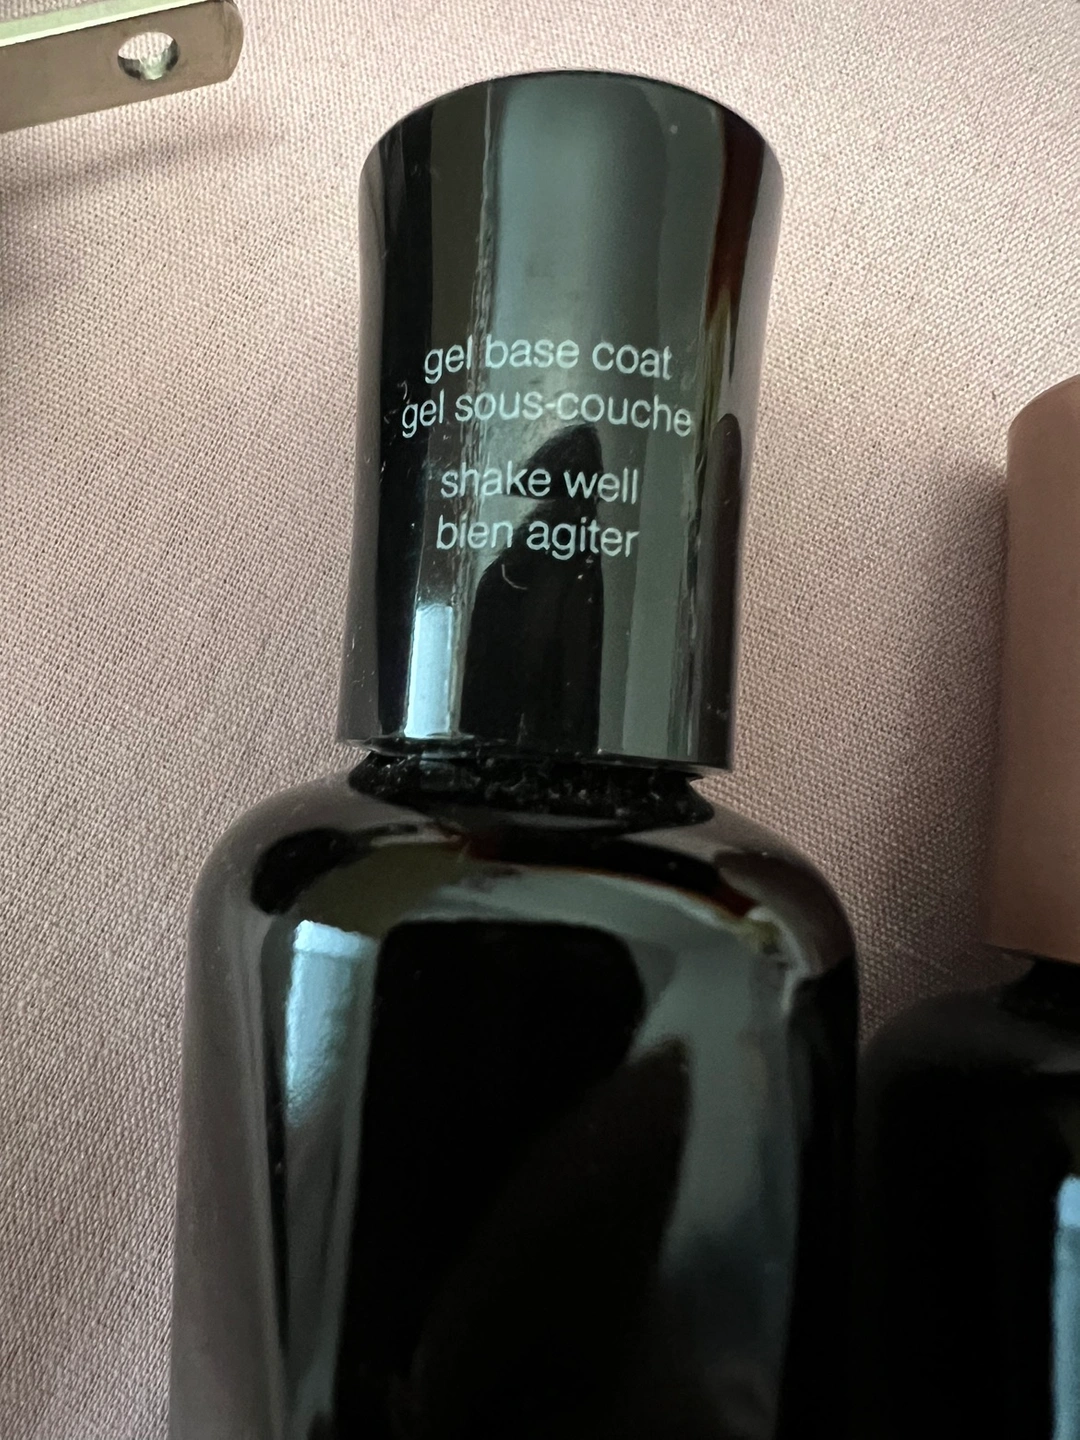 gel base coat
gel sous-couche
shake well
bien agiter